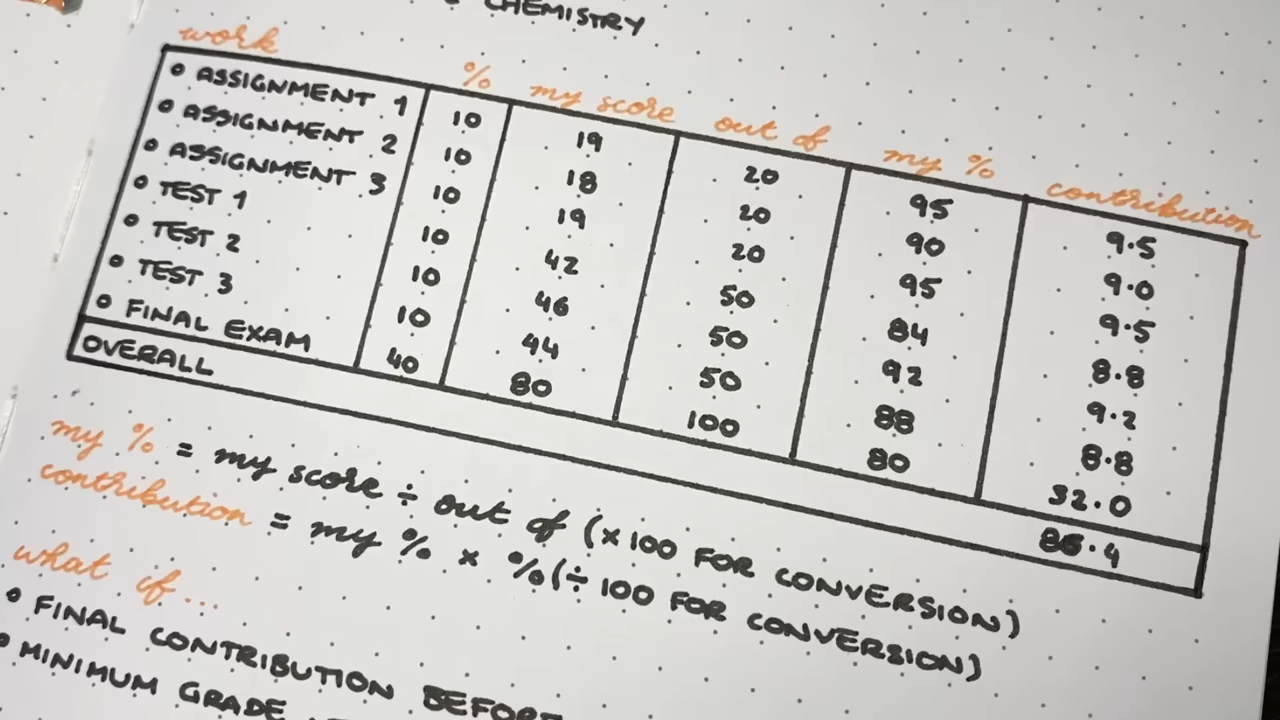 CHEMISTRY
work % my score out of my % contribution
• ASSIGNMENT 1 10 19 20 95 9.5
• ASSIGNMENT 2 10 18 20 90 9.0
• ASSIGNMENT 3 10 19 20 95 9.5
• TEST 1 10 42 50 84 8.8
• TEST 2 10 46 50 92 9.2
• TEST 3 10 44 50 88 8.8
• FINAL EXAM 40 80 100 80 32.0
OVERALL 86.4
my % = my score ÷ out of (x 100 FOR CONVERSION)
contribution = my % x % (÷ 100 FOR CONVERSION)
what if...
• FINAL CONTRIBUTION
• MINIMUM GRADE